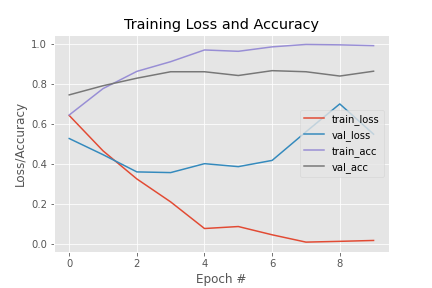 Training Loss and Accuracy
1.0
0.8
0.6
0.4
0.2
0.0
Loss/Accuracy
train_loss
val_loss
train_acc
val_acc
0 2 4 6 8
Epoch #